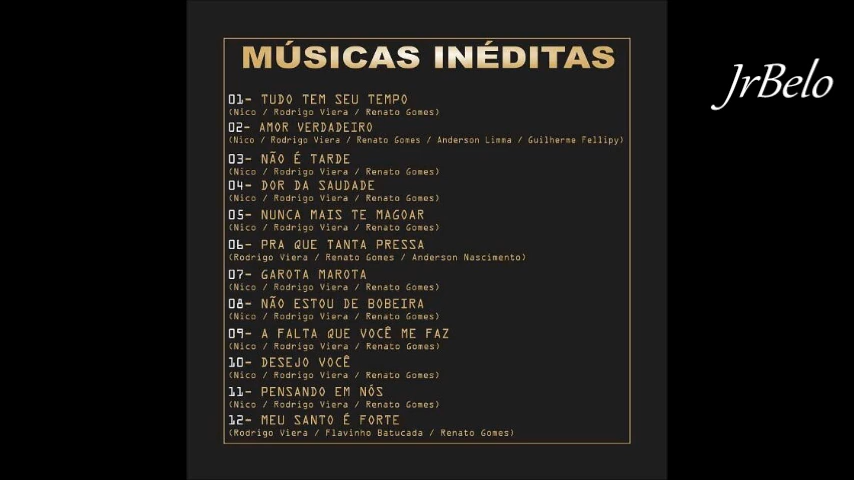 MÚSICAS INÉDITAS
JrBelo
01- TUDO TEM SEU TEMPO
(Nico / Rodrigo Viera / Renato Gomes)
02- AMOR VERDADEIRO
(Nico / Rodrigo Viera / Renato Gomes / Anderson Limma / Guilherme Fellipy)
03- NÃO É TARDE
(Nico / Rodrigo Viera / Renato Gomes)
04- DOR DA SAUDADE
(Nico / Rodrigo Viera / Renato Gomes)
05- NUNCA MAIS TE MAGOAR
(Nico / Rodrigo Viera / Renato Gomes)
06- PRA QUE TANTA PRESSA
(Rodrigo Viera / Renato Gomes / Anderson Nascimento)
07- GAROTA MAROTA
(Nico / Rodrigo Viera / Renato Gomes)
08- NÃO ESTOU DE BOBEIRA
(Nico / Rodrigo Viera / Renato Gomes)
09- A FALTA QUE VOCÊ ME FAZ
(Nico / Rodrigo Viera / Renato Gomes)
10- DESEJO VOCÊ
(Nico / Rodrigo Viera / Renato Gomes)
11- PENSANDO EM NÓS
(Nico / Rodrigo Viera / Renato Gomes)
12- MEU SANTO É FORTE
(Rodrigo Viera / Flavinho Batucada / Renato Gomes)